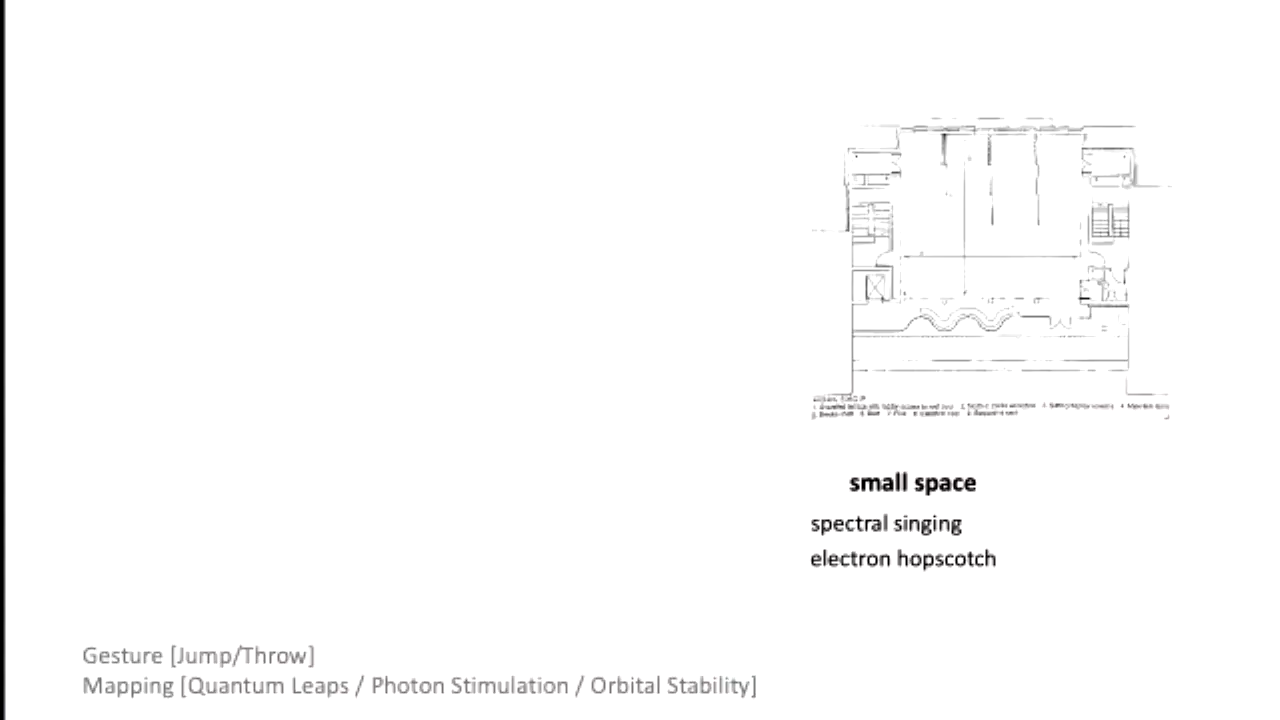 small space
spectral singing
electron hopscotch
Gesture [Jump/Throw]
Mapping [Quantum Leaps / Photon Stimulation / Orbital Stability]